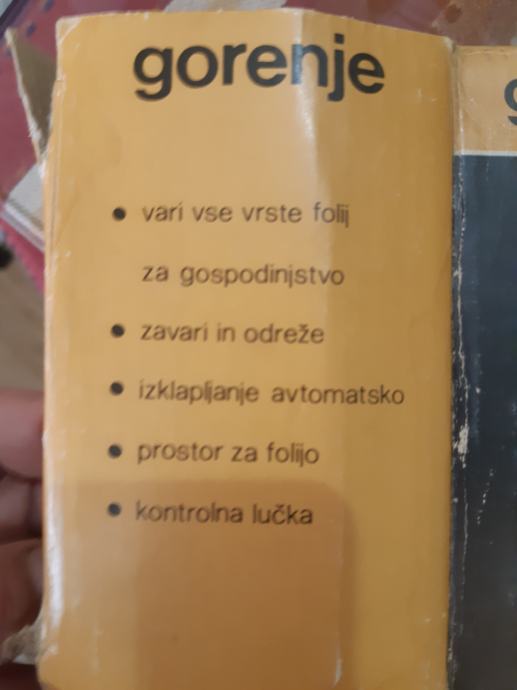 gorenje
• vari vse vrste folij
za gospodinjstvo
• zavari in odreže
• izklapljanje avtomatsko
• prostor za folijo
• kontrolna lučka